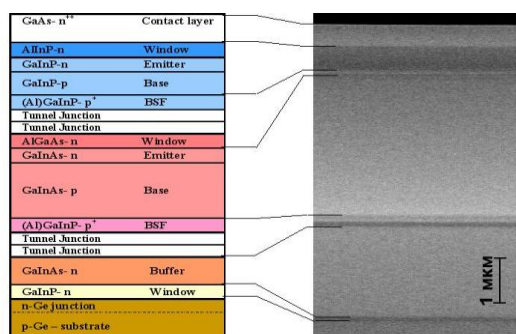 GaAs- n++ Contact layer
AlInP-n Window
GaInP-n Emitter
GaInP-p Base
(Al)GaInP- p+ BSF
Tunnel Junction
Tunnel Junction
AlGaAs- n Window
GaInAs- n Emitter
GaInAs- p Base
(Al)GaInP- p+ BSF
Tunnel Junction
Tunnel Junction
GaInAs- n Buffer
GaInP- n Window
n-Ge junction
p-Ge – substrate
1 мкм